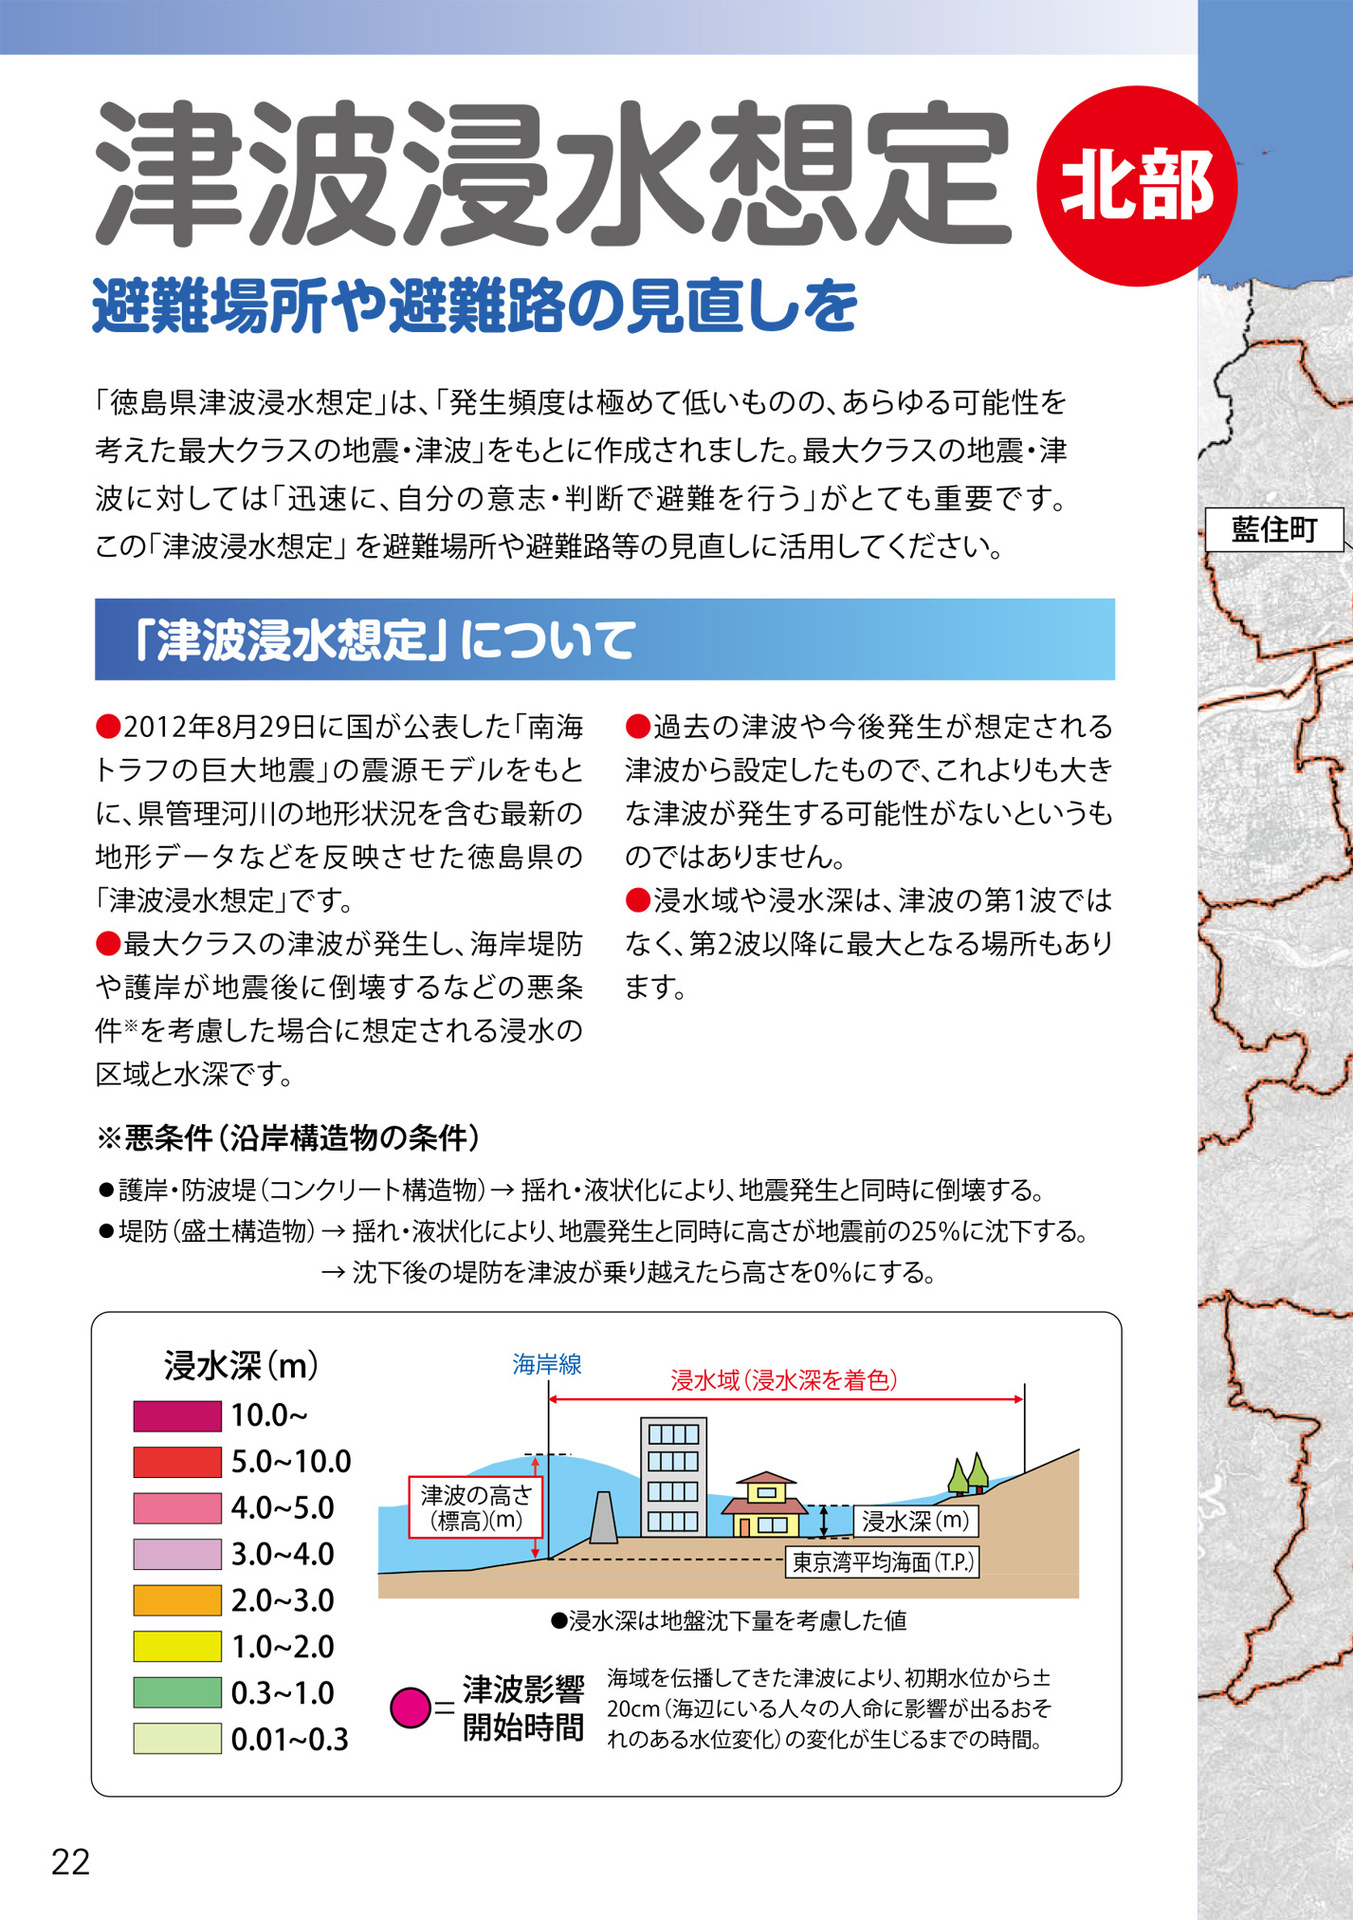 津波浸水想定
北部
避難場所や避難路の見直しを
「徳島県津波浸水想定」は、「発生頻度は極めて低いものの、あらゆる可能性を
考えた最大クラスの地震・津波」をもとに作成されました。最大クラスの地震・津
波に対しては「迅速に、自分の意志・判断で避難を行う」がとても重要です。
この「津波浸水想定」を避難場所や避難路等の見直しに活用してください。
藍住町
「津波浸水想定」について
●2012年8月29日に国が公表した「南海
トラフの巨大地震」の震源モデルをもと
に、県管理河川の地形状況を含む最新の
地形データなどを反映させた徳島県の
「津波浸水想定」です。
●最大クラスの津波が発生し、海岸堤防
や護岸が地震後に倒壊するなどの悪条
件※を考慮した場合に想定される浸水の
区域と水深です。
●過去の津波や今後発生が想定される
津波から設定したもので、これよりも大き
な津波が発生する可能性がないというも
のではありません。
●浸水域や浸水深は、津波の第1波では
なく、第2波以降に最大となる場所もあり
ます。
※悪条件（沿岸構造物の条件）
●護岸・防波堤（コンクリート構造物）→ 揺れ・液状化により、地震発生と同時に倒壊する。
●堤防（盛土構造物）→ 揺れ・液状化により、地震発生と同時に高さが地震前の25%に沈下する。
→ 沈下後の堤防を津波が乗り越えたら高さを0%にする。
浸水深（m）
10.0~
5.0~10.0
4.0~5.0
3.0~4.0
2.0~3.0
1.0~2.0
0.3~1.0
0.01~0.3
海岸線
浸水域（浸水深を着色）
津波の高さ
（標高）（m）
浸水深（m）
東京湾平均海面（T.P.）
●浸水深は地盤沈下量を考慮した値
＝
津波影響
開始時間
海域を伝播してきた津波により、初期水位から±
20cm（海辺にいる人々の人命に影響が出るおそ
れのある水位変化）の変化が生じるまでの時間。
22